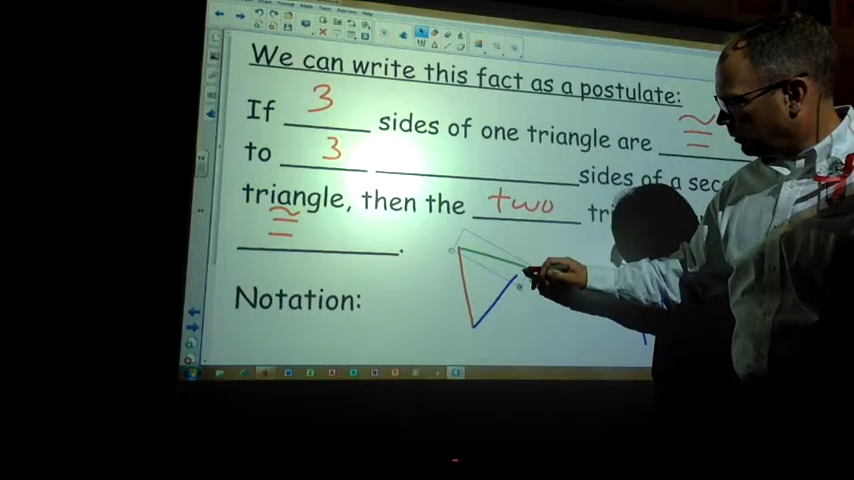 We can write this fact as a postulate:
If 3 sides of one triangle are ≅
to 3 sides of a sec
triangle, then the two tri
≅ .
Notation: